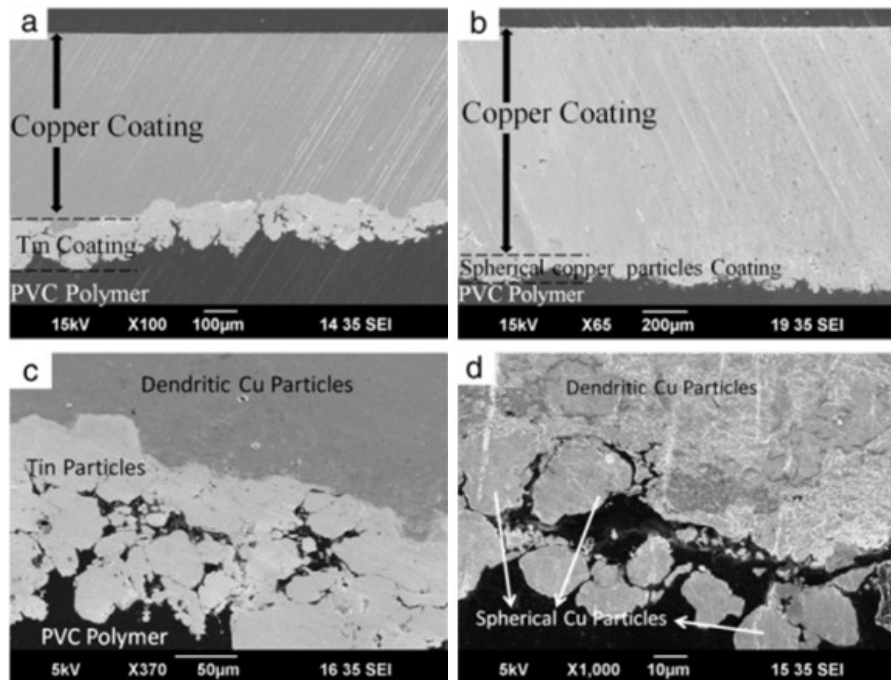 a
Copper Coating
Tin Coating
PVC Polymer
15kV X100 100μm 14 35 SEI
b
Copper Coating
Spherical copper particles Coating
PVC Polymer
15kV X65 200μm 19 35 SEI
c
Dendritic Cu Particles
Tin Particles
PVC Polymer
5kV X370 50μm 16 35 SEI
d
Dendritic Cu Particles
Spherical Cu Particles
5kV X1,000 10μm 15 35 SEI